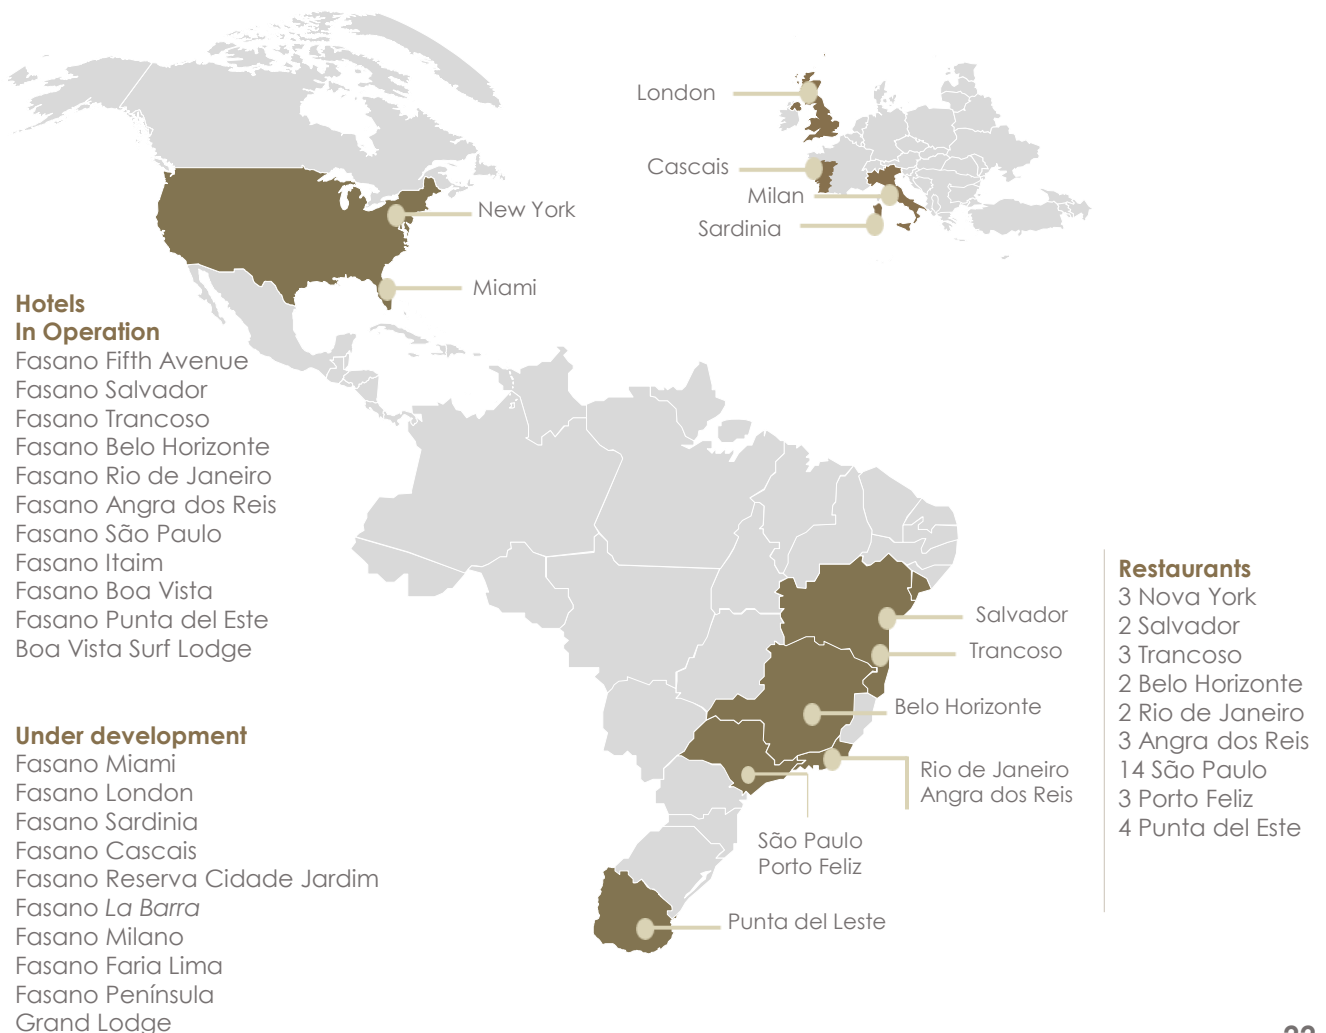 London
Cascais
Milan
Sardinia
New York
Miami
Hotels
In Operation
Fasano Fifth Avenue
Fasano Salvador
Fasano Trancoso
Fasano Belo Horizonte
Fasano Rio de Janeiro
Fasano Angra dos Reis
Fasano São Paulo
Fasano Itaim
Fasano Boa Vista
Fasano Punta del Este
Boa Vista Surf Lodge
Under development
Fasano Miami
Fasano London
Fasano Sardinia
Fasano Cascais
Fasano Reserva Cidade Jardim
Fasano La Barra
Fasano Milano
Fasano Faria Lima
Fasano Península
Grand Lodge
Salvador
Trancoso
Belo Horizonte
Rio de Janeiro
Angra dos Reis
São Paulo
Porto Feliz
Punta del Leste
Restaurants
3 Nova York
2 Salvador
3 Trancoso
2 Belo Horizonte
2 Rio de Janeiro
3 Angra dos Reis
14 São Paulo
3 Porto Feliz
4 Punta del Este